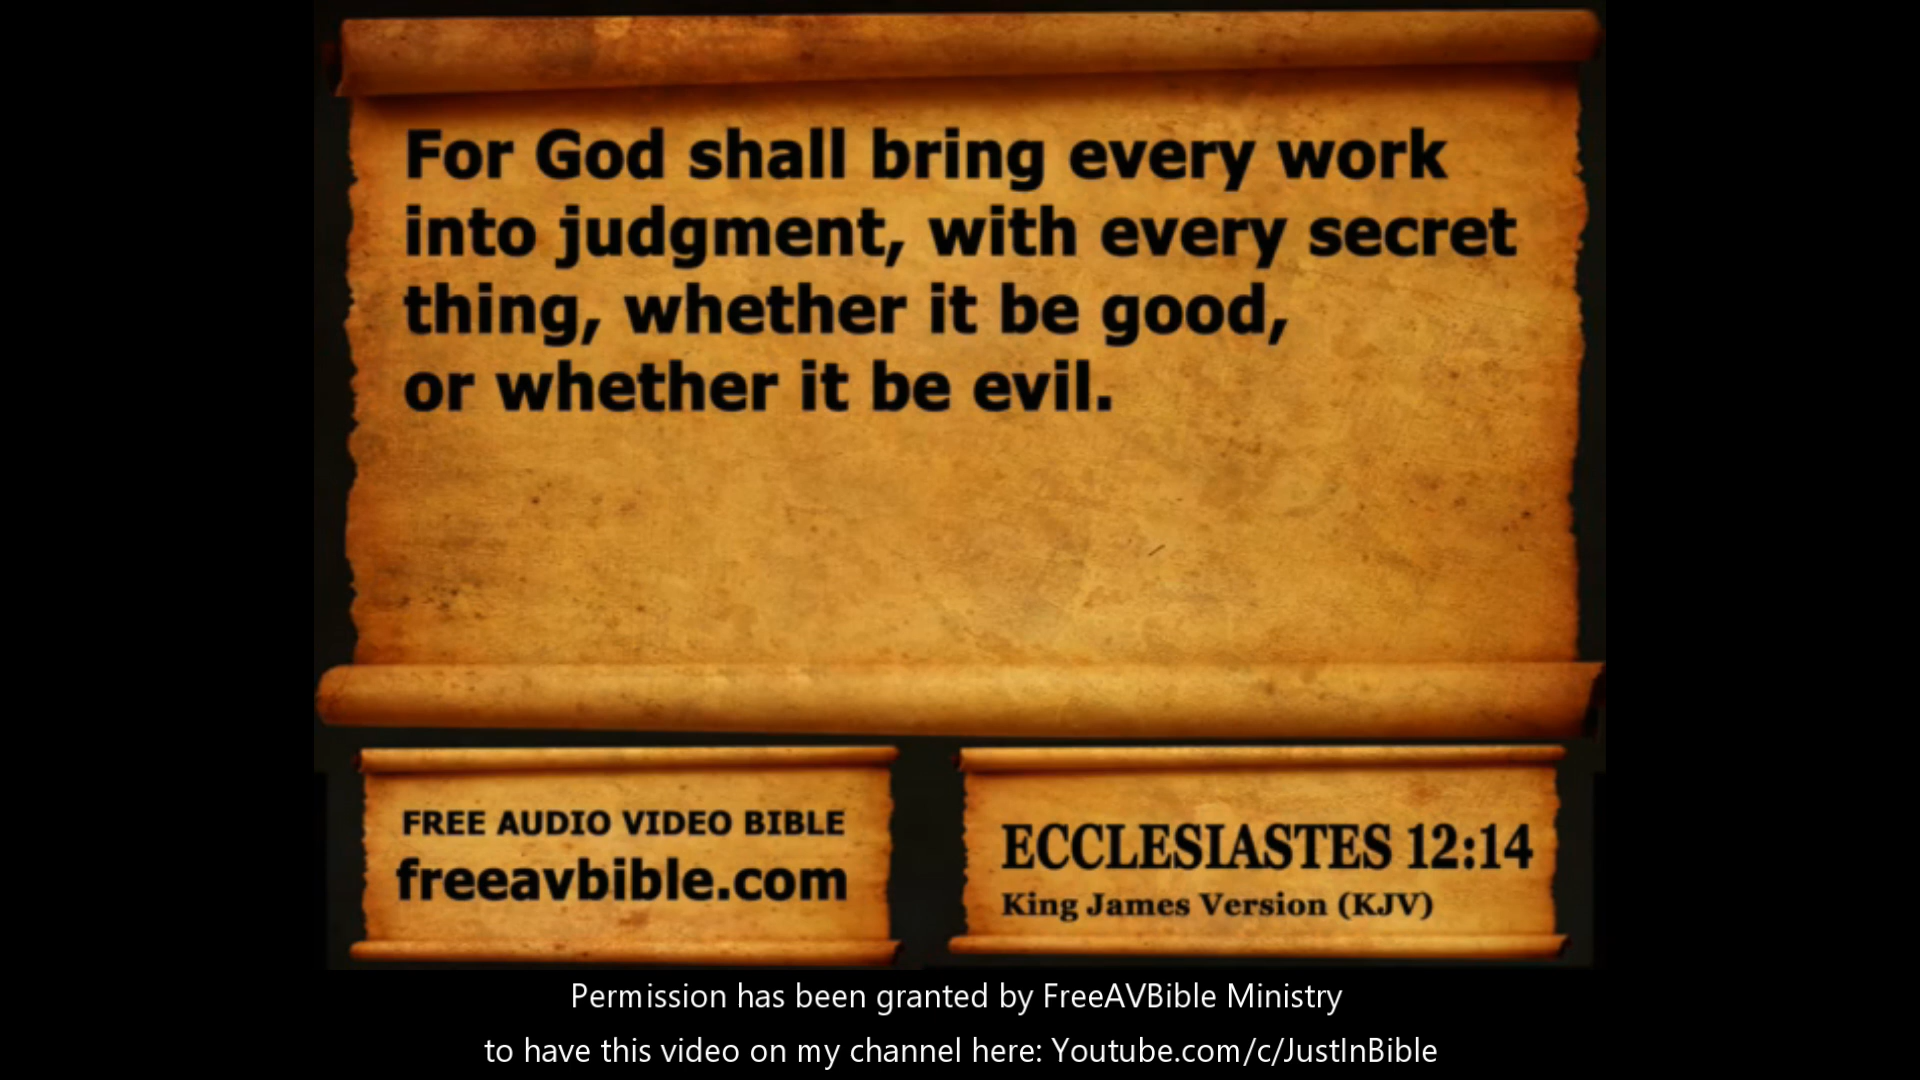 For God shall bring every work
into judgment, with every secret
thing, whether it be good,
or whether it be evil.
FREE AUDIO VIDEO BIBLE
freeavbible.com
ECCLESIASTES 12:14
King James Version (KJV)
Permission has been granted by FreeAVBible Ministry
to have this video on my channel here: Youtube.com/c/JustInBible